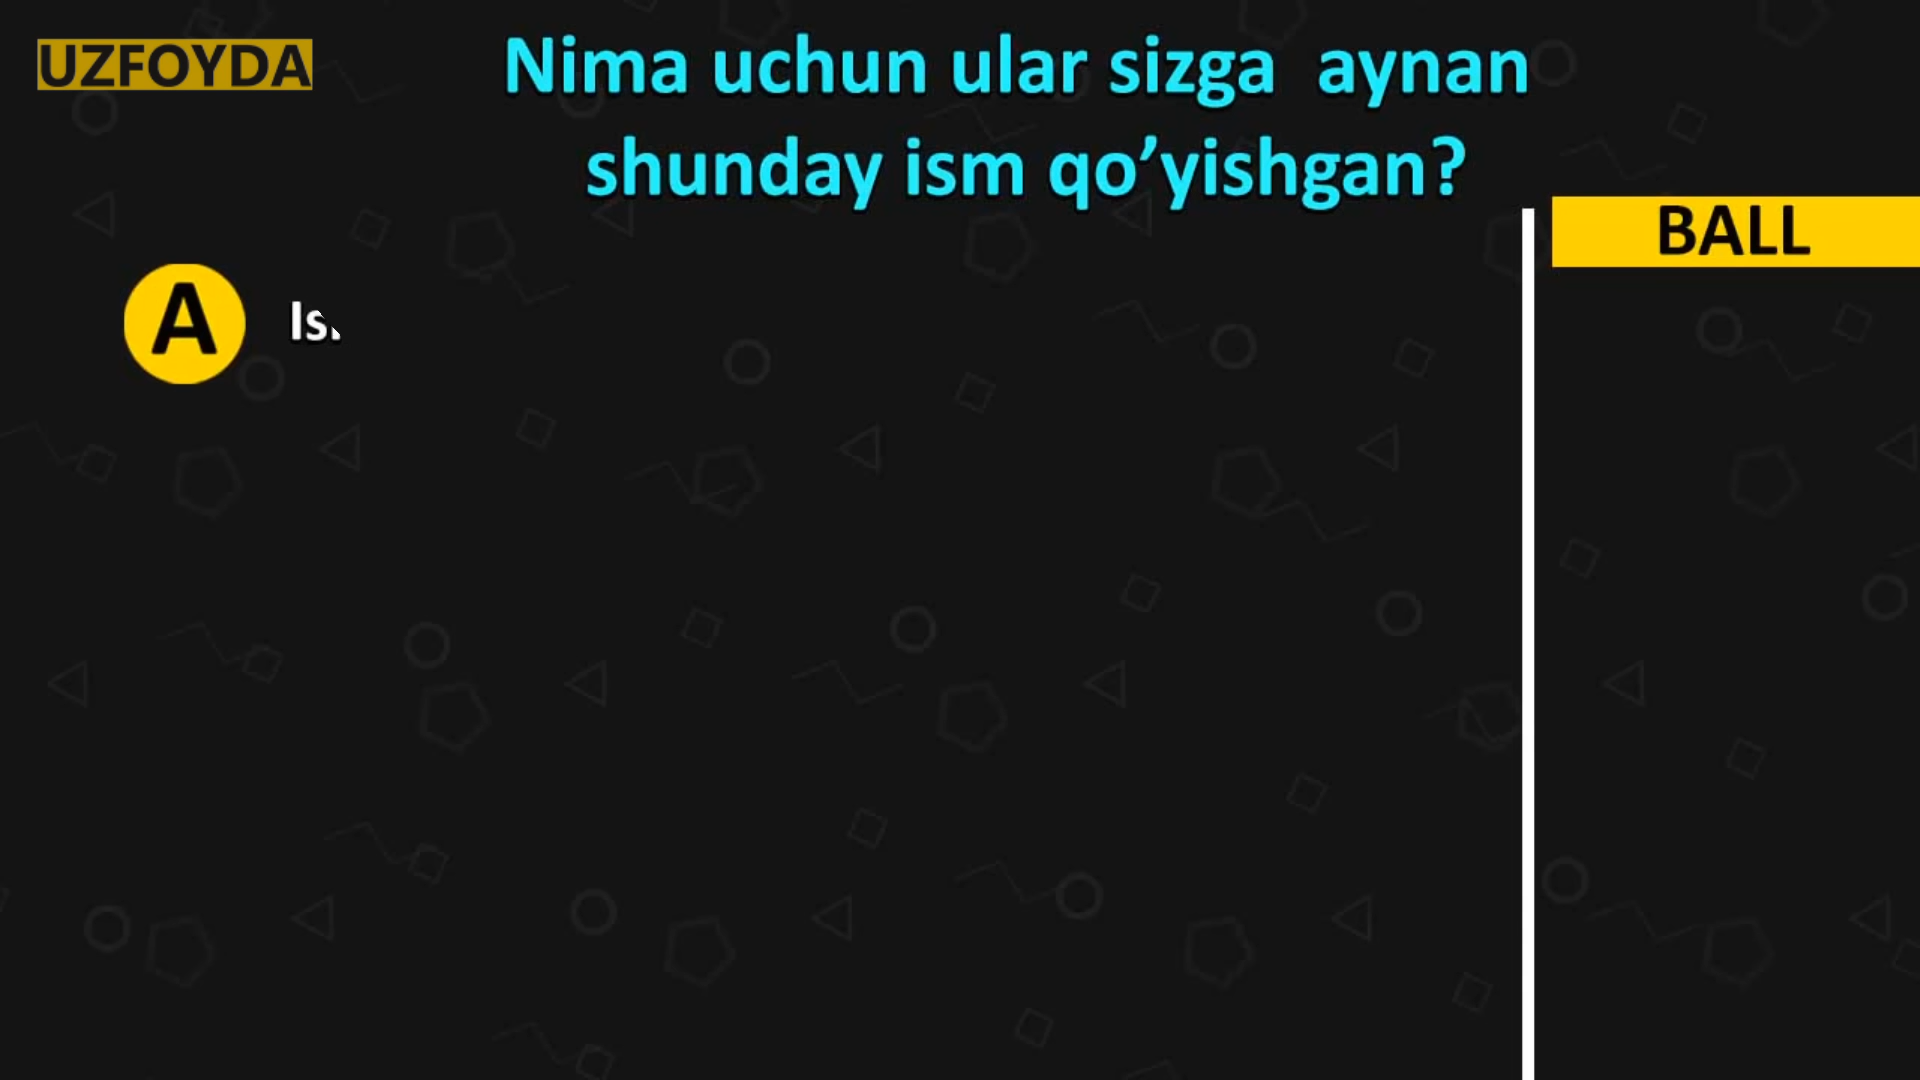 UZFOYDA
Nima uchun ular sizga aynan
shunday ism qo’yishgan?
BALL
A